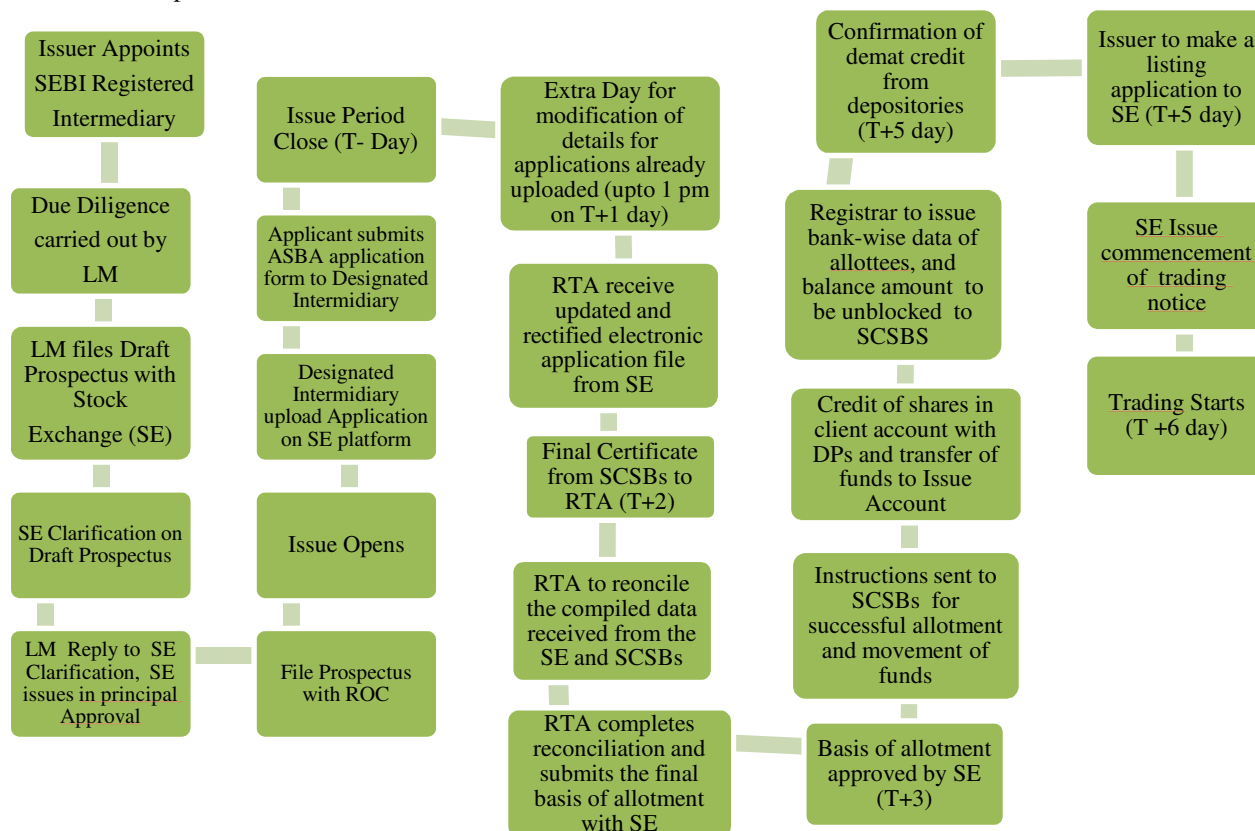 Issuer Appoints
SEBI Registered
Intermediary
Due Diligence
carried out by
LM
LM files Draft
Prospectus with
Stock
Exchange (SE)
SE Clarification on
Draft Prospectus
LM Reply to SE
Clarification, SE
issues in principal
Approval
Issue Period
Close (T- Day)
Applicant submits
ASBA application
form to Designated
Intermidiary
Designated
Intermidiary
upload Application
on SE platform
Issue Opens
File Prospectus
with ROC
Extra Day for
modification of
details for
applications already
uploaded (upto 1 pm
on T+1 day)
RTA receive
updated and
rectified electronic
application file
from SE
Final Certificate
from SCSBs to
RTA (T+2)
RTA to reconcile
the compiled data
received from the
SE and SCSBs
RTA completes
reconciliation and
submits the final
basis of allotment
with SE
Confirmation of
demat credit
from
depositories
(T+5 day)
Registrar to issue
bank-wise data of
allottees, and
balance amount to
be unblocked to
SCSBS
Credit of shares in
client account with
DPs and transfer of
funds to Issue
Account
Instructions sent to
SCSBs for
successful allotment
and movement of
funds
Basis of allotment
approved by SE
(T+3)
Issuer to make a
listing
application to
SE (T+5 day)
SE Issue
commencement
of trading
notice
Trading Starts
(T +6 day)